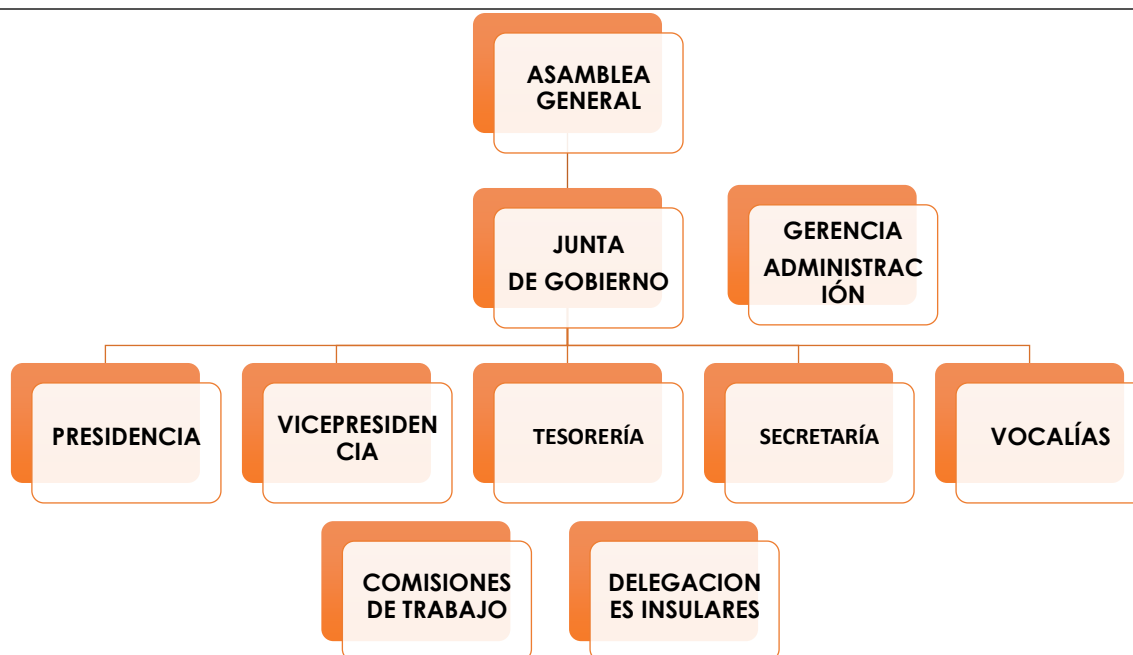 ASAMBLEA
GENERAL
JUNTA
DE GOBIERNO
GERENCIA
ADMINISTRAC
IÓN
PRESIDENCIA
VICEPRESIDEN
CIA
TESORERÍA
SECRETARÍA
VOCALÍAS
COMISIONES
DE TRABAJO
DELEGACION
ES INSULARES